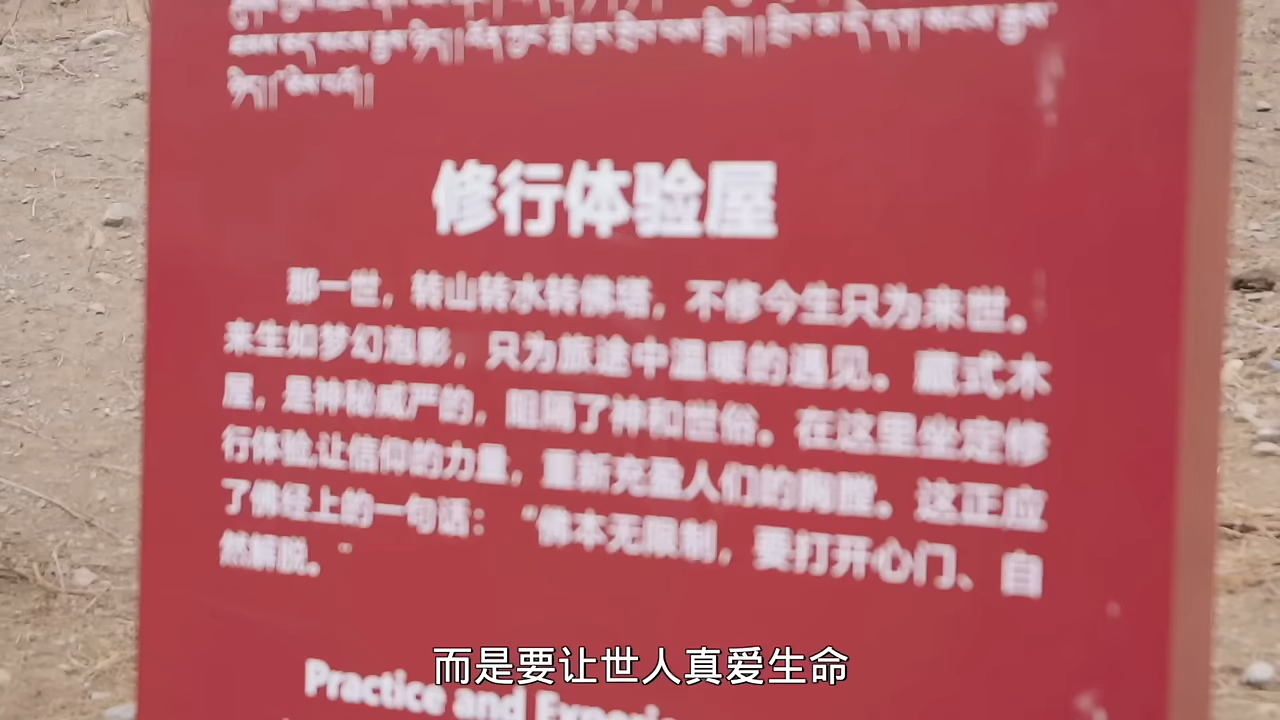 修行体验屋
那一世，转山转水转佛塔，不修今生只为来世。
来生如梦幻泡影，只为旅途中温暖的遇见。藏式木
屋，是神秘威严的，阻隔了神和世俗。在这里坐定修
行体验,让信仰的力量，重新充盈人们的胸膛。这正应
了佛经上的一句话：“佛本无限制，要打开心门、自
然解脱。”
Practice and
而是要让世人真爱生命